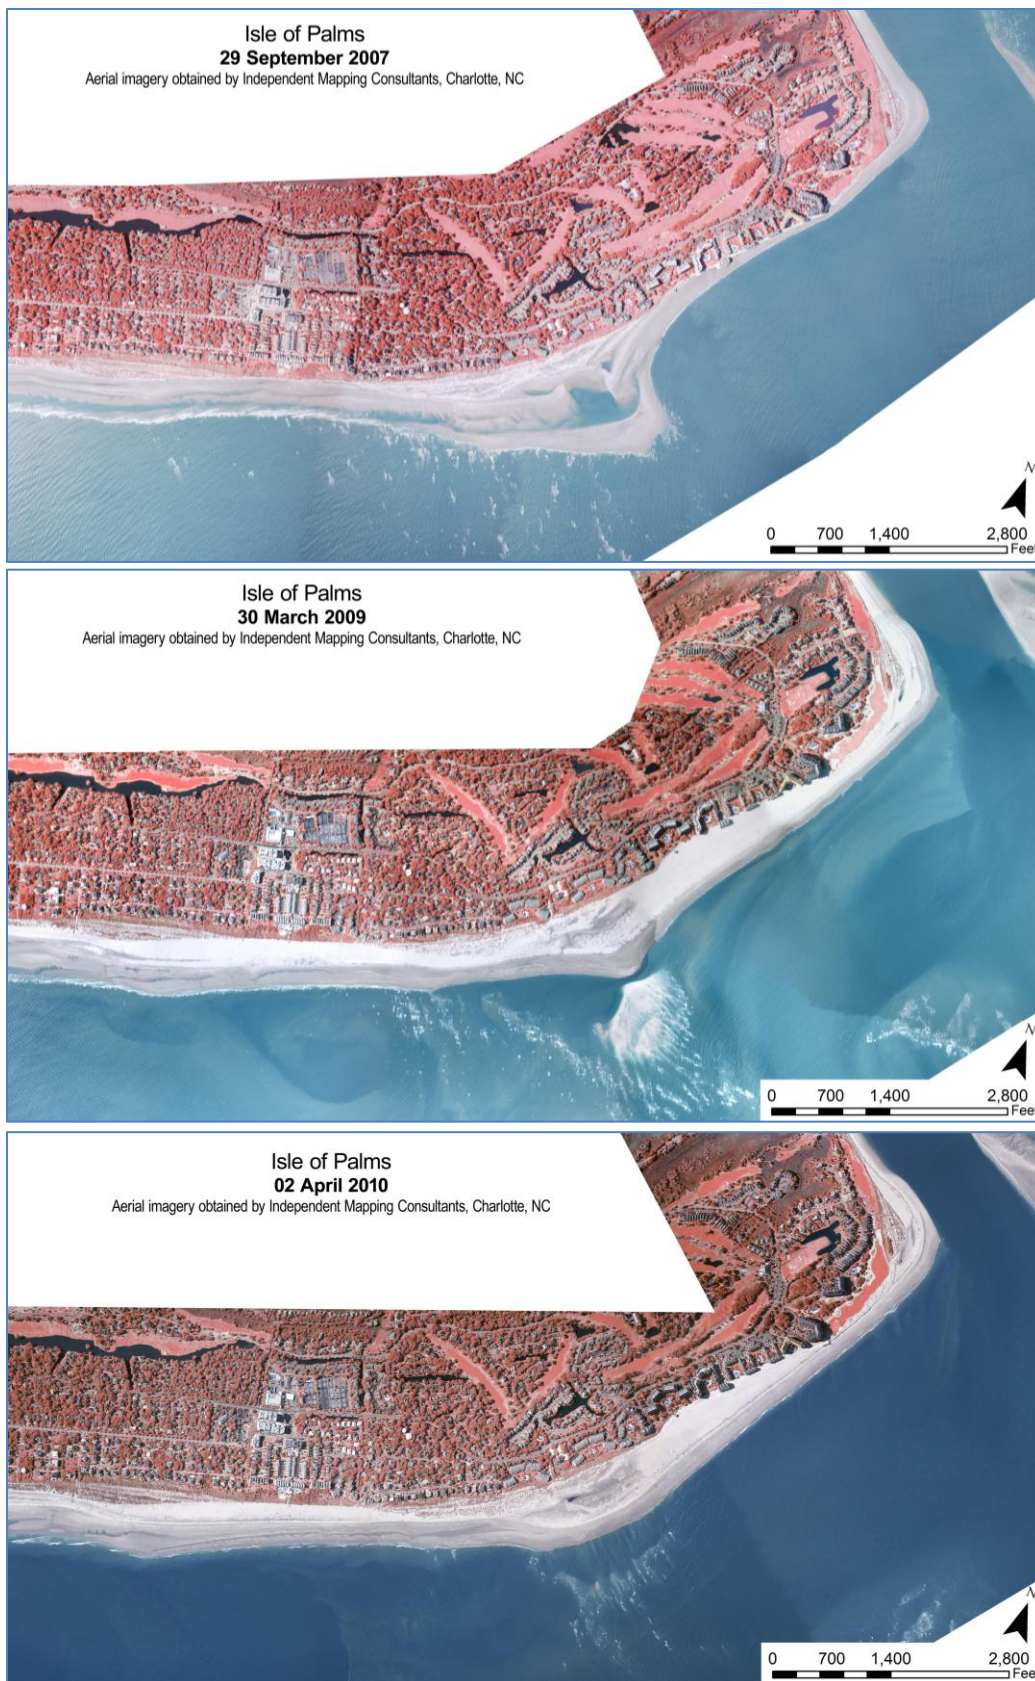 Isle of Palms
29 September 2007
Aerial imagery obtained by Independent Mapping Consultants, Charlotte, NC
N
0 700 1,400 2,800
Feet
Isle of Palms
30 March 2009
Aerial imagery obtained by Independent Mapping Consultants, Charlotte, NC
N
0 700 1,400 2,800
Feet
Isle of Palms
02 April 2010
Aerial imagery obtained by Independent Mapping Consultants, Charlotte, NC
N
0 700 1,400 2,800
Feet